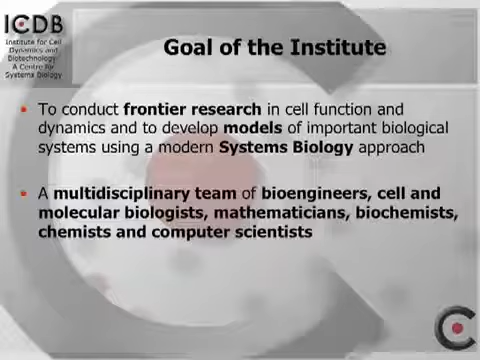 ICDB
Institute for Cell
Dynamics and
Biotechnology:
A Centre for
Systems Biology
Goal of the Institute
• To conduct frontier research in cell function and
dynamics and to develop models of important biological
systems using a modern Systems Biology approach
• A multidisciplinary team of bioengineers, cell and
molecular biologists, mathematicians, biochemists,
chemists and computer scientists